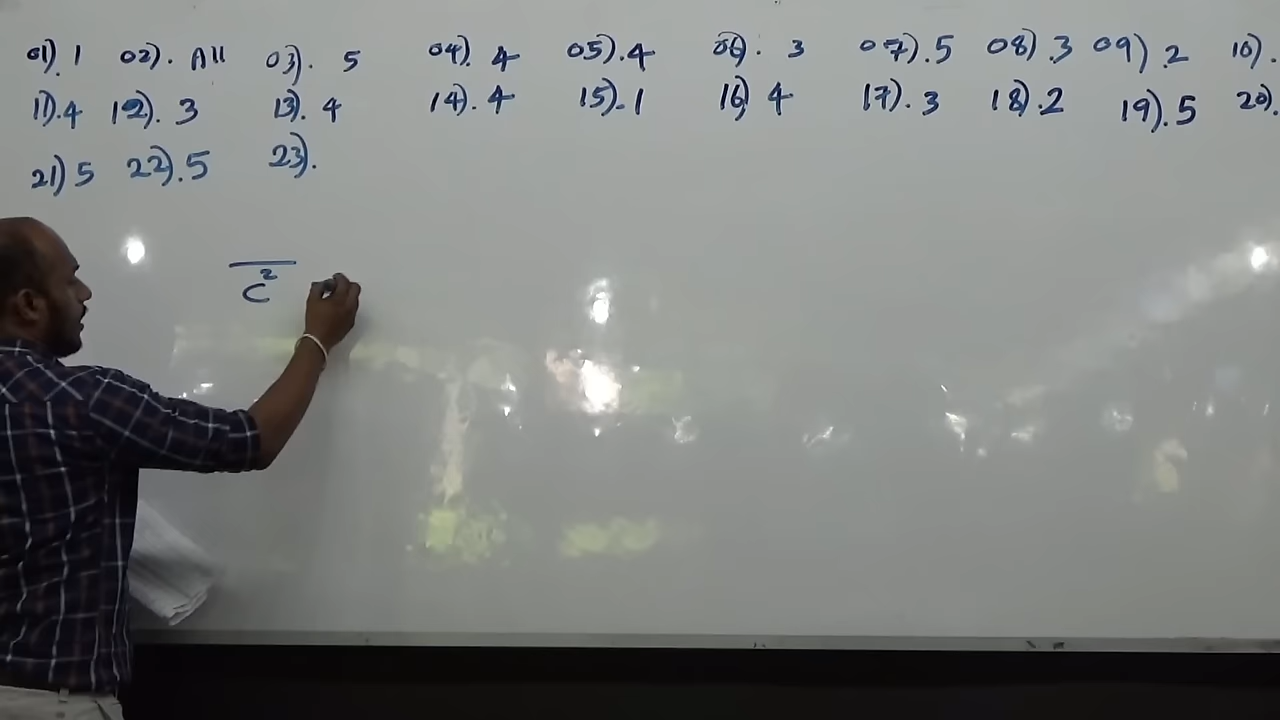 01). 1 02). All 03). 5 04). 4 05). 4 06). 3 07). 5 08). 3 09). 2 10).
11). 4 12). 3 13). 4 14). 4 15). 1 16) 4 17). 3 18). 2 19). 5 20).
21) 5 22). 5 23).
c²